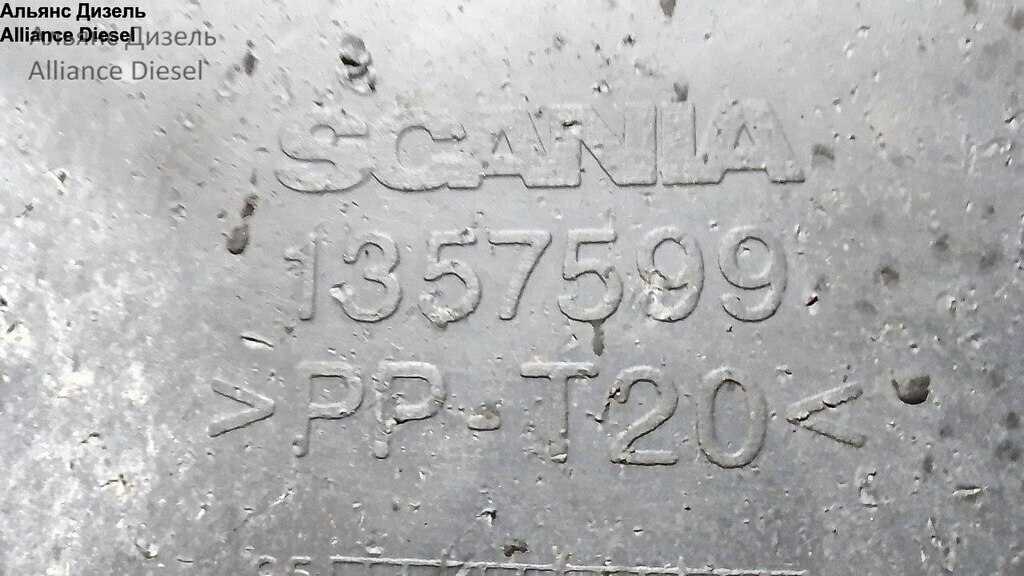 Альянс Дизель
Alliance Diesel
Альянс Дизель
Alliance Diesel
SCANIA
1357599
>PP-T20<